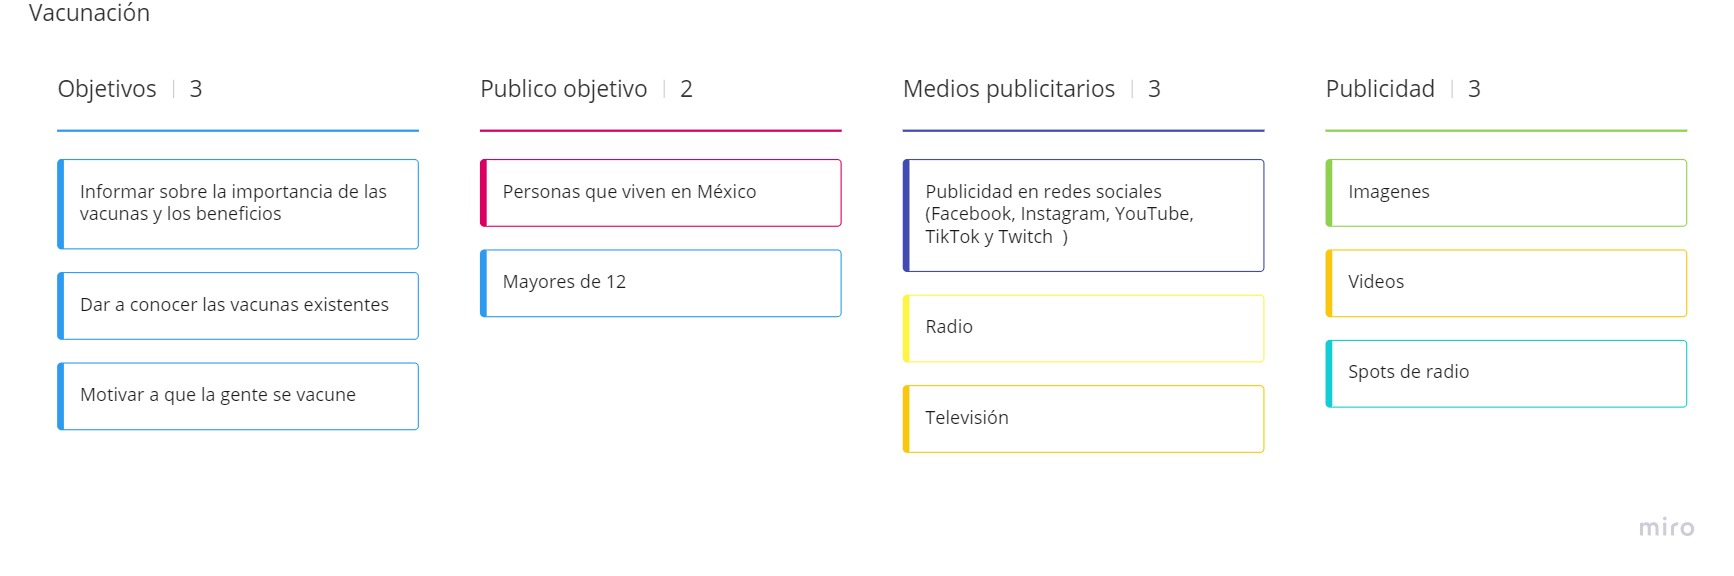 Vacunación
Objetivos | 3
Informar sobre la importancia de las
vacunas y los beneficios
Dar a conocer las vacunas existentes
Motivar a que la gente se vacune
Publico objetivo | 2
Personas que viven en México
Mayores de 12
Medios publicitarios | 3
Publicidad en redes sociales
(Facebook, Instagram, YouTube,
TikTok y Twitch  )
Radio
Televisión
Publicidad | 3
Imagenes
Videos
Spots de radio
miro